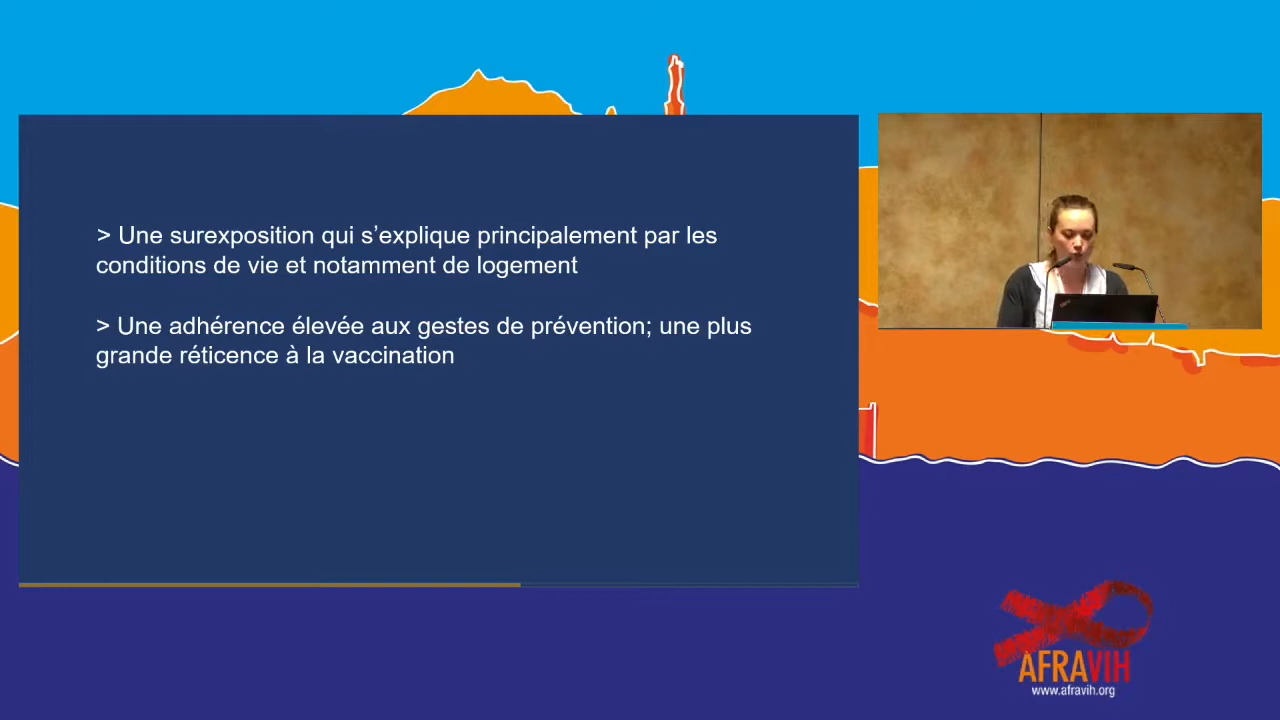 > Une surexposition qui s’explique principalement par les
conditions de vie et notamment de logement
> Une adhérence élevée aux gestes de prévention; une plus
grande réticence à la vaccination
AFRAVIH
www.afravih.org